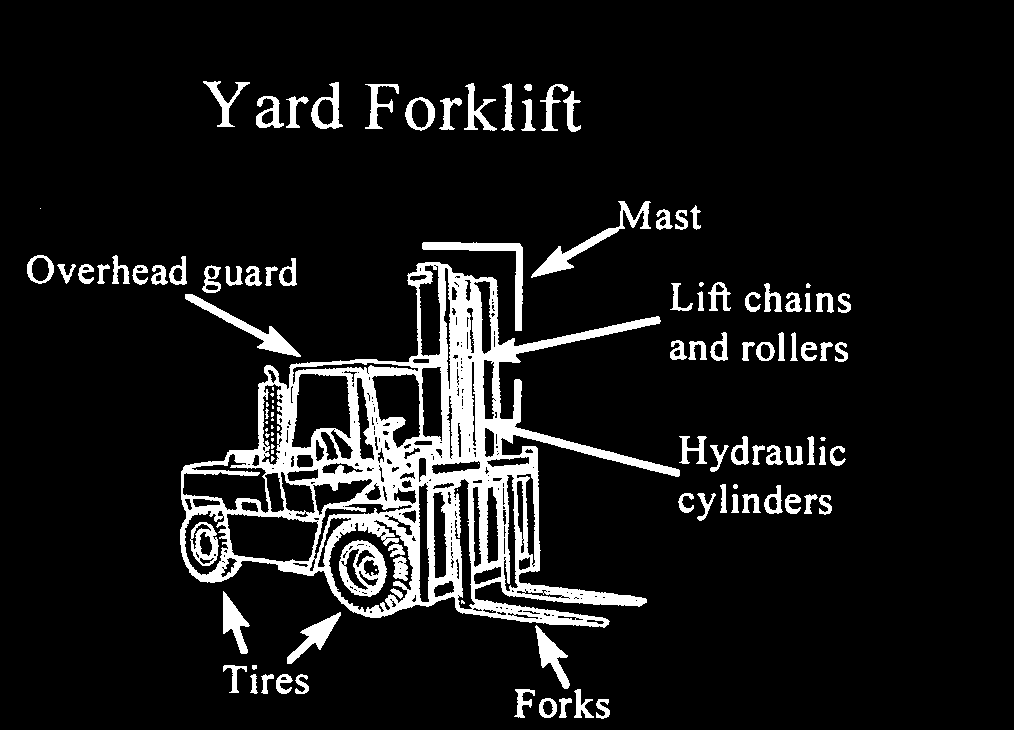 Yard Forklift
Mast
Overhead guard
Lift chains
and rollers
Hydraulic
cylinders
Tires
Forks